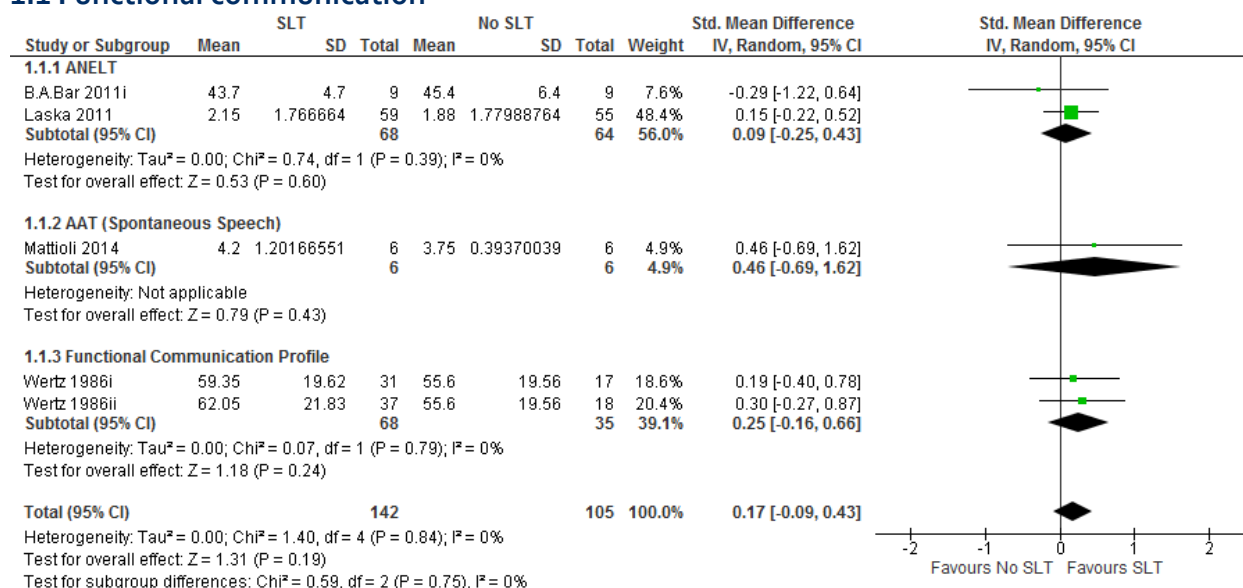 1.1 Functional communication
SLT No SLT Std. Mean Difference Std. Mean Difference
Study or Subgroup Mean SD Total Mean SD Total Weight IV, Random, 95% CI IV, Random, 95% CI
1.1.1 ANELT
B.A.Bar 2011i 43.7 4.7 9 45.4 6.4 9 7.6% -0.29 [-1.22, 0.64]
Laska 2011 2.15 1.766664 59 1.88 1.77988764 55 48.4% 0.15 [-0.22, 0.52]
Subtotal (95% CI) 68 64 56.0% 0.09 [-0.25, 0.43]
Heterogeneity: Tau² = 0.00; Chi² = 0.74, df = 1 (P = 0.39); I² = 0%
Test for overall effect: Z = 0.53 (P = 0.60)
1.1.2 AAT (Spontaneous Speech)
Mattioli 2014 4.2 1.20166551 6 3.75 0.39370039 6 4.9% 0.46 [-0.69, 1.62]
Subtotal (95% CI) 6 6 4.9% 0.46 [-0.69, 1.62]
Heterogeneity: Not applicable
Test for overall effect: Z = 0.79 (P = 0.43)
1.1.3 Functional Communication Profile
Wertz 1986i 59.35 19.62 31 55.6 19.56 17 18.6% 0.19 [-0.40, 0.78]
Wertz 1986ii 62.05 21.83 37 55.6 19.56 18 20.4% 0.30 [-0.27, 0.87]
Subtotal (95% CI) 68 35 39.1% 0.25 [-0.16, 0.66]
Heterogeneity: Tau² = 0.00; Chi² = 0.07, df = 1 (P = 0.79); I² = 0%
Test for overall effect: Z = 1.18 (P = 0.24)
Total (95% CI) 142 105 100.0% 0.17 [-0.09, 0.43]
Heterogeneity: Tau² = 0.00; Chi² = 1.40, df = 4 (P = 0.84); I² = 0%
Test for overall effect: Z = 1.31 (P = 0.19)
Test for subgroup differences: Chi² = 0.59, df = 2 (P = 0.75), I² = 0%
-2 -1 0 1 2
Favours No SLT Favours SLT